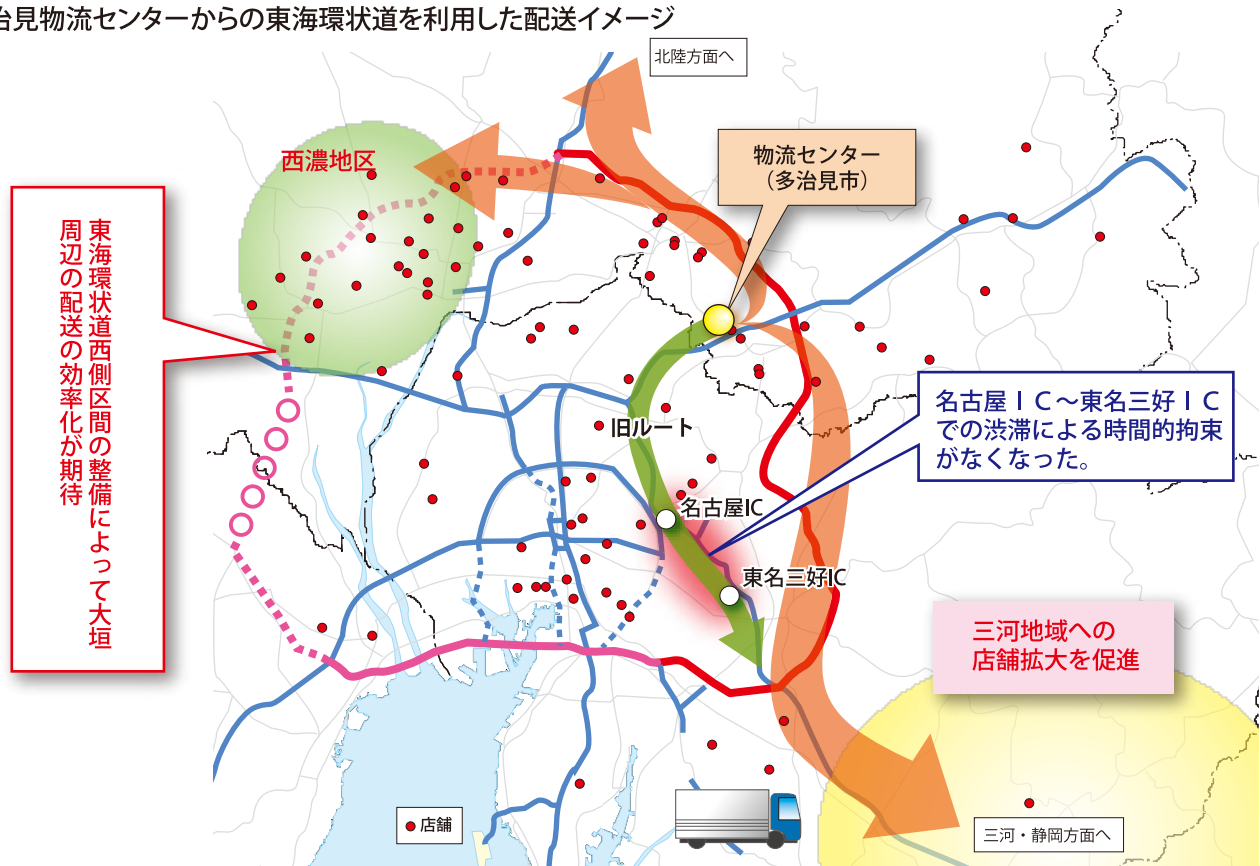 治見物流センターからの東海環状道を利用した配送イメージ
北陸方面へ
西濃地区
物流センター
（多治見市）
東海環状道西側区間の整備によって大垣
周辺の配送の効率化が期待
名古屋ＩＣ～東名三好ＩＣ
での渋滞による時間的拘束
がなくなった。
旧ルート
名古屋IC
東名三好IC
三河地域への
店舗拡大を促進
店舗
三河・静岡方面へ